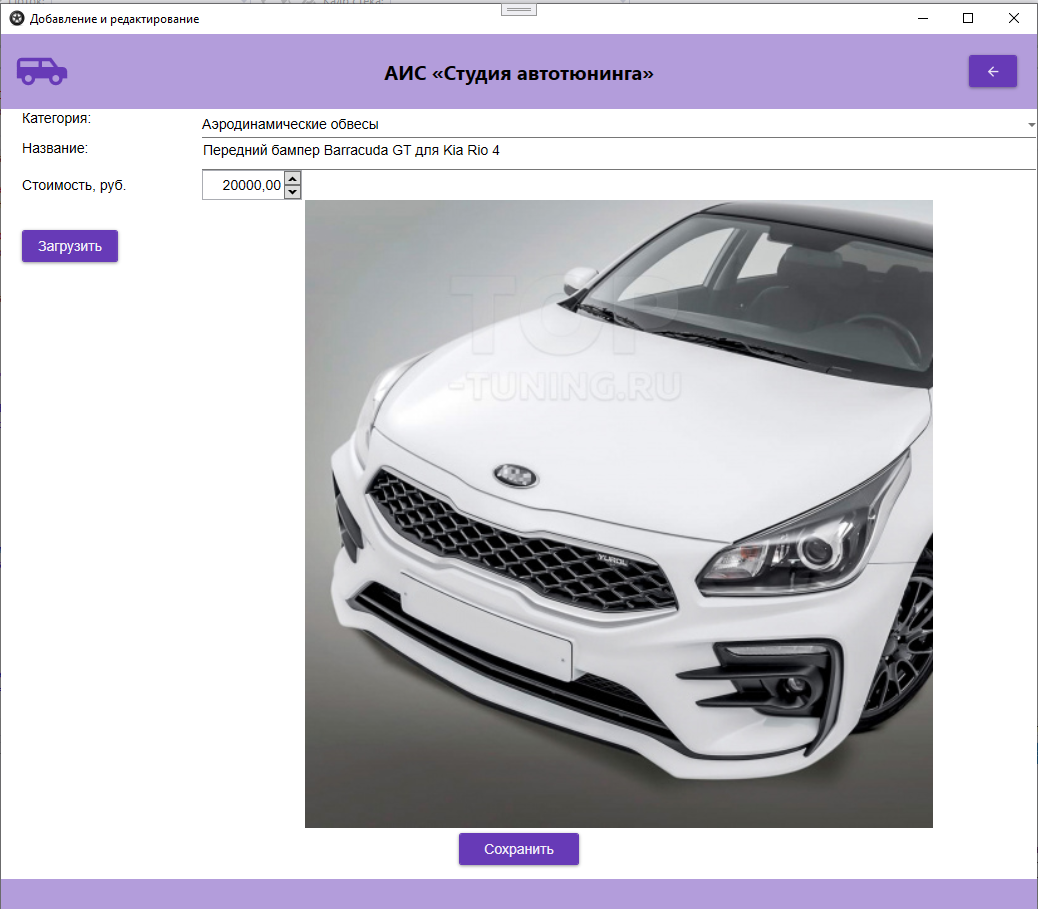 Добавление и редактирование
АИС «Студия автотюнинга»
Категория:
Аэродинамические обвесы
Название:
Передний бампер Barracuda GT для Kia Rio 4
Стоимость, руб.
20000,00
Загрузить
TOP
-TUNING.RU
Сохранить